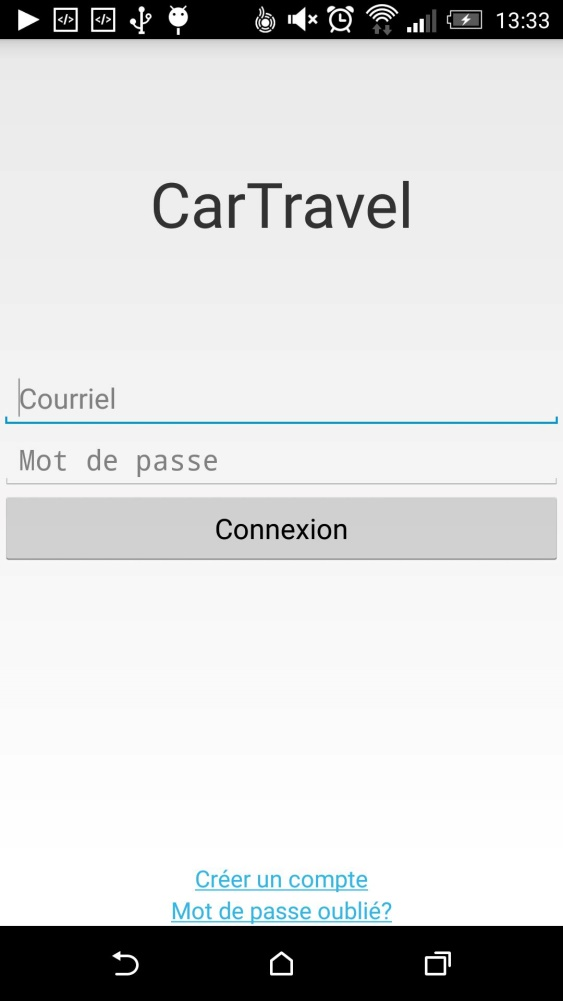 13:33
CarTravel
Courriel
Mot de passe
Connexion
Créer un compte
Mot de passe oublié?